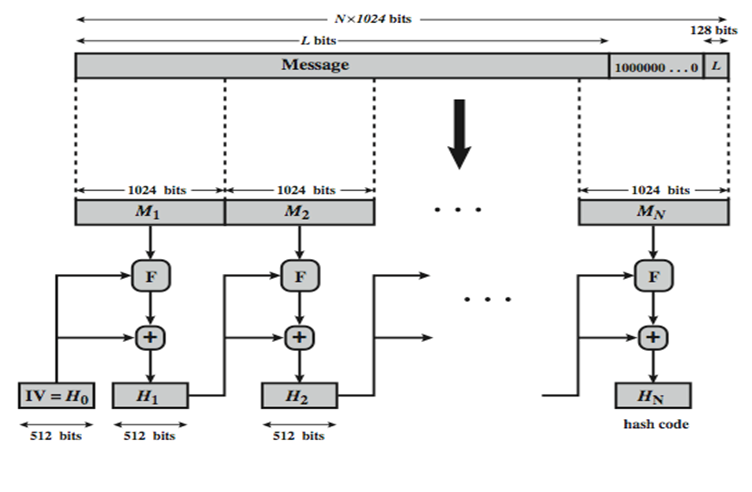 N×1024 bits
L bits
128 bits
Message
1000000 . . . 0
L
1024 bits
1024 bits
1024 bits
M1
M2
. . .
MN
F
F
F
. . .
+
+
+
IV = H0
H1
H2
HN
512 bits
512 bits
512 bits
hash code